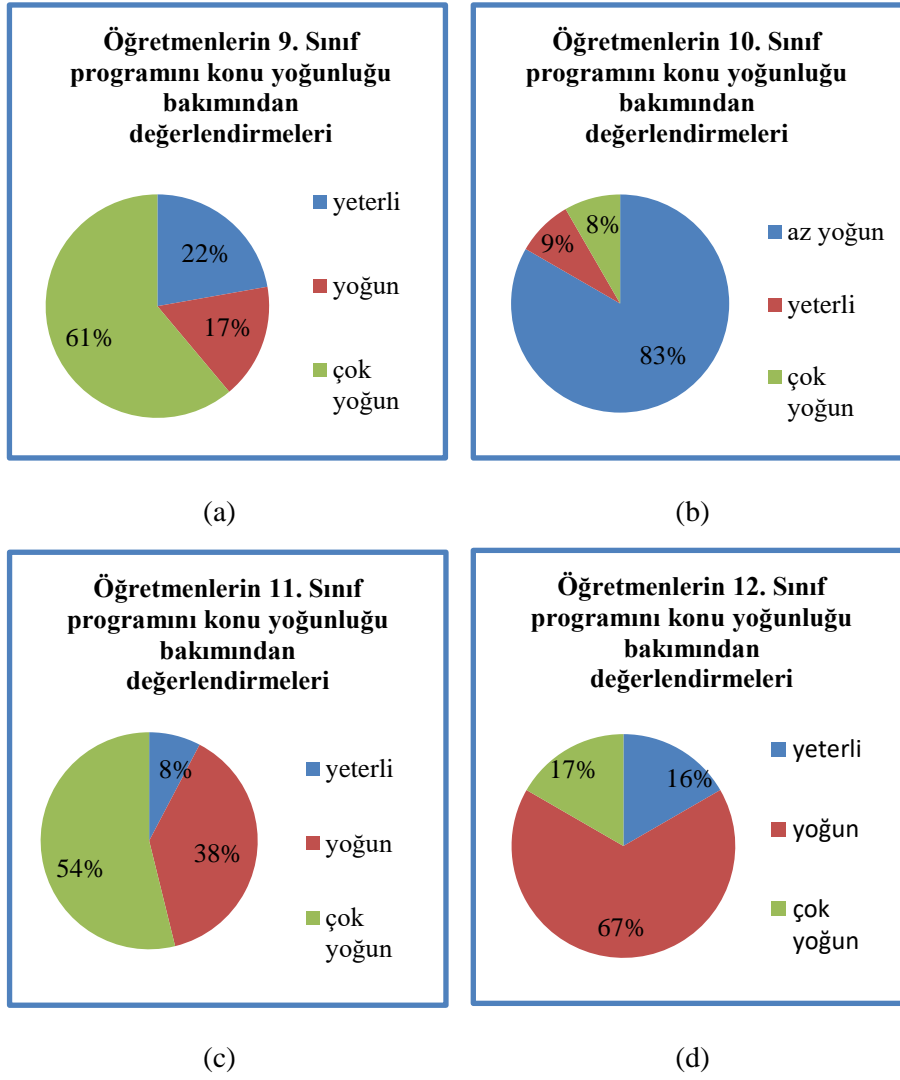 Öğretmenlerin 9. Sınıf
programını konu yoğunluğu
bakımından
değerlendirmeleri
yeterli
22%
yoğun
17%
61%
çok
yoğun
(a)
Öğretmenlerin 10. Sınıf
programını konu yoğunluğu
bakımından
değerlendirmeleri
8%
az yoğun
9%
yeterli
83%
çok
yoğun
(b)
Öğretmenlerin 11. Sınıf
programını konu yoğunluğu
bakımından
değerlendirmeleri
8%
yeterli
yoğun
38%
54%
çok
yoğun
(c)
Öğretmenlerin 12. Sınıf
programını konu yoğunluğu
bakımından
değerlendirmeleri
yeterli
17%
16%
yoğun
67%
çok
yoğun
(d)